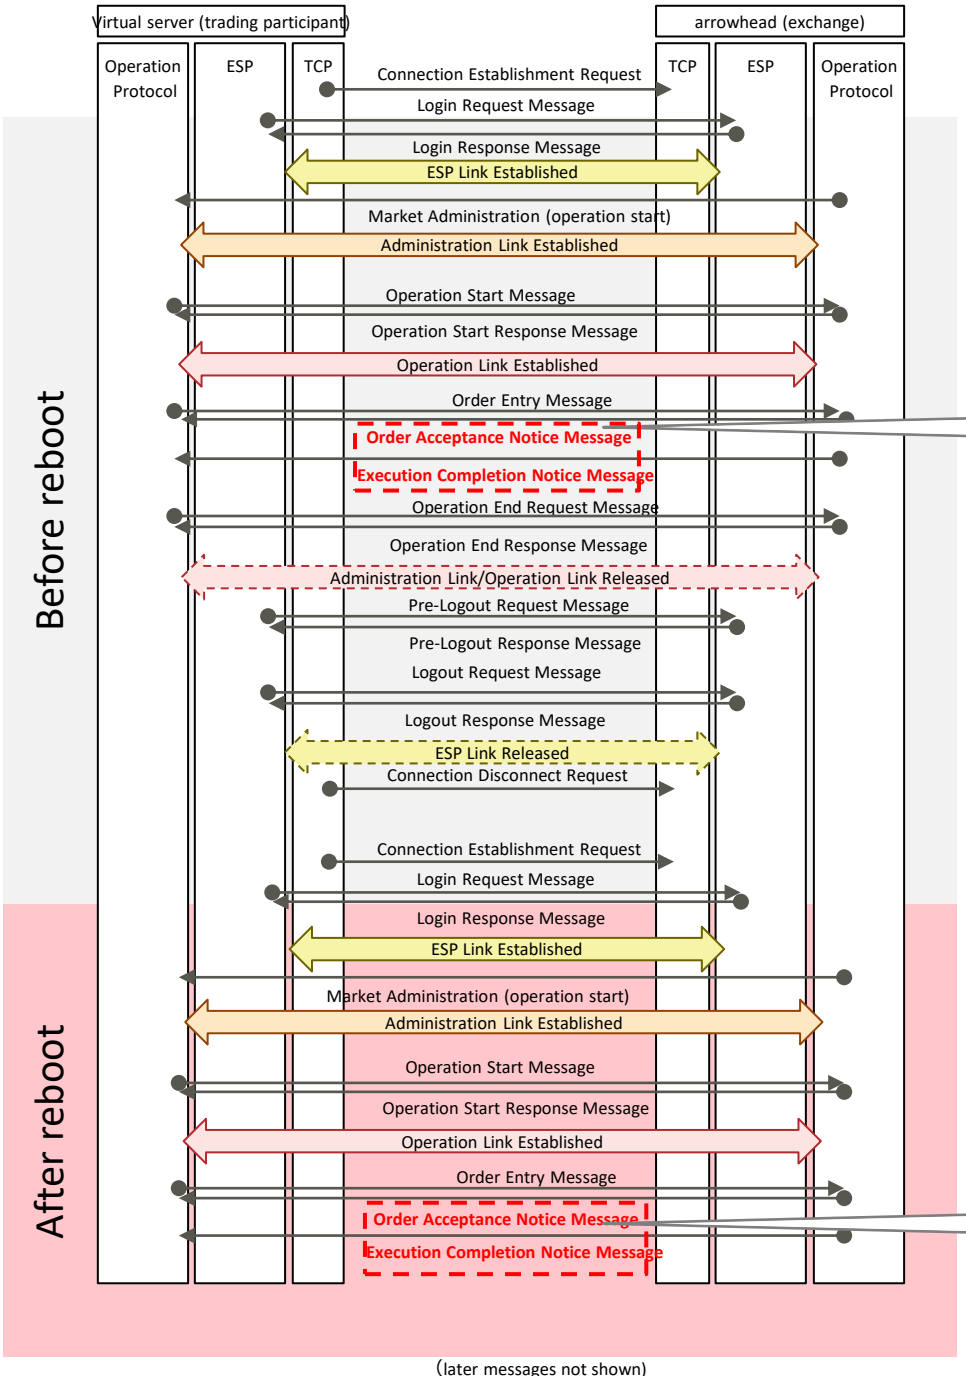 Virtual server (trading participant)
arrowhead (exchange)
Operation Protocol
ESP
TCP
TCP
ESP
Operation Protocol
Connection Establishment Request
Login Request Message
Login Response Message
ESP Link Established
Market Administration (operation start)
Administration Link Established
Operation Start Message
Operation Start Response Message
Operation Link Established
Order Entry Message
Order Acceptance Notice Message
Execution Completion Notice Message
Operation End Request Message
Operation End Response Message
Administration Link/Operation Link Released
Pre-Logout Request Message
Pre-Logout Response Message
Logout Request Message
Logout Response Message
ESP Link Released
Connection Disconnect Request
Before reboot
Connection Establishment Request
Login Request Message
Login Response Message
ESP Link Established
Market Administration (operation start)
Administration Link Established
Operation Start Message
Operation Start Response Message
Operation Link Established
Order Entry Message
Order Acceptance Notice Message
Execution Completion Notice Message
After reboot
（later messages not shown)